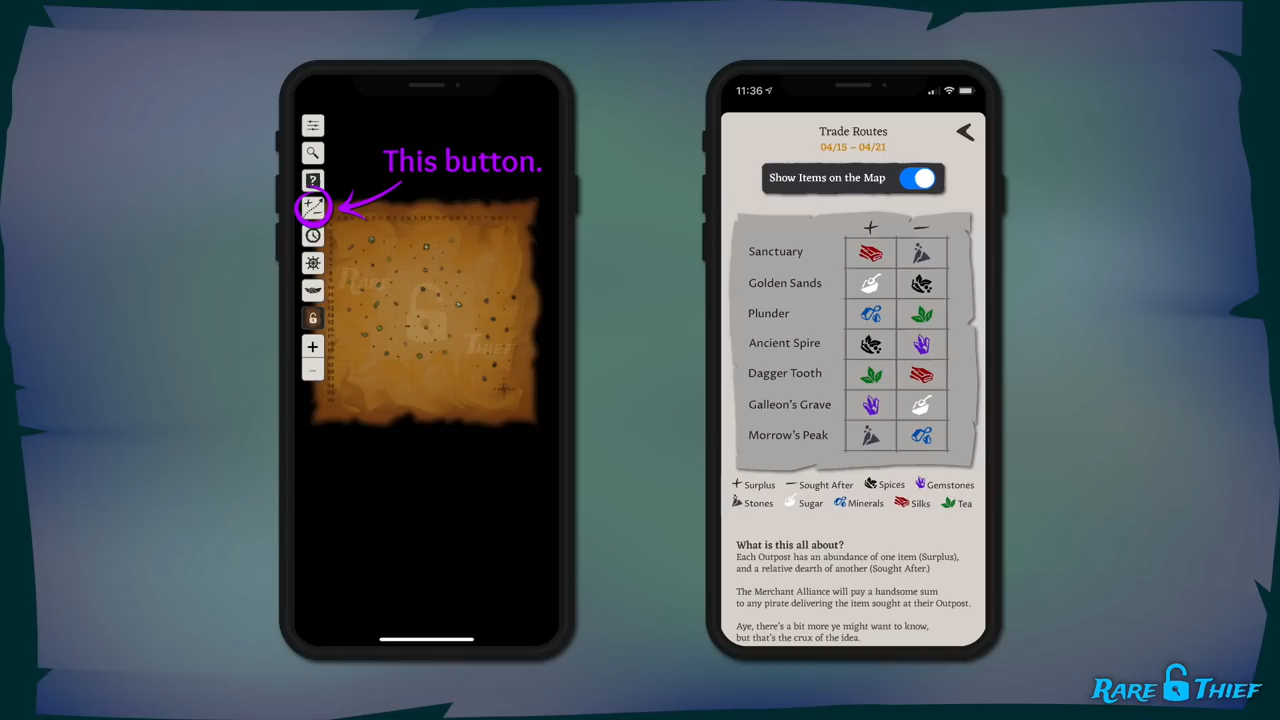 This button.
?
+
−
RARE THIEF
11:36
Trade Routes
04/15 – 04/21
Show Items on the Map
+ −
Sanctuary
Golden Sands
Plunder
Ancient Spire
Dagger Tooth
Galleon's Grave
Morrow's Peak
+ Surplus − Sought After Spices Gemstones
Stones Sugar Minerals Silks Tea
What is this all about?
Each Outpost has an abundance of one item (Surplus),
and a relative dearth of another (Sought After.)
The Merchant Alliance will pay a handsome sum
to any pirate delivering the item sought at their Outpost.
Aye, there's a bit more ye might want to know,
but that's the crux of the idea.
RARE THIEF